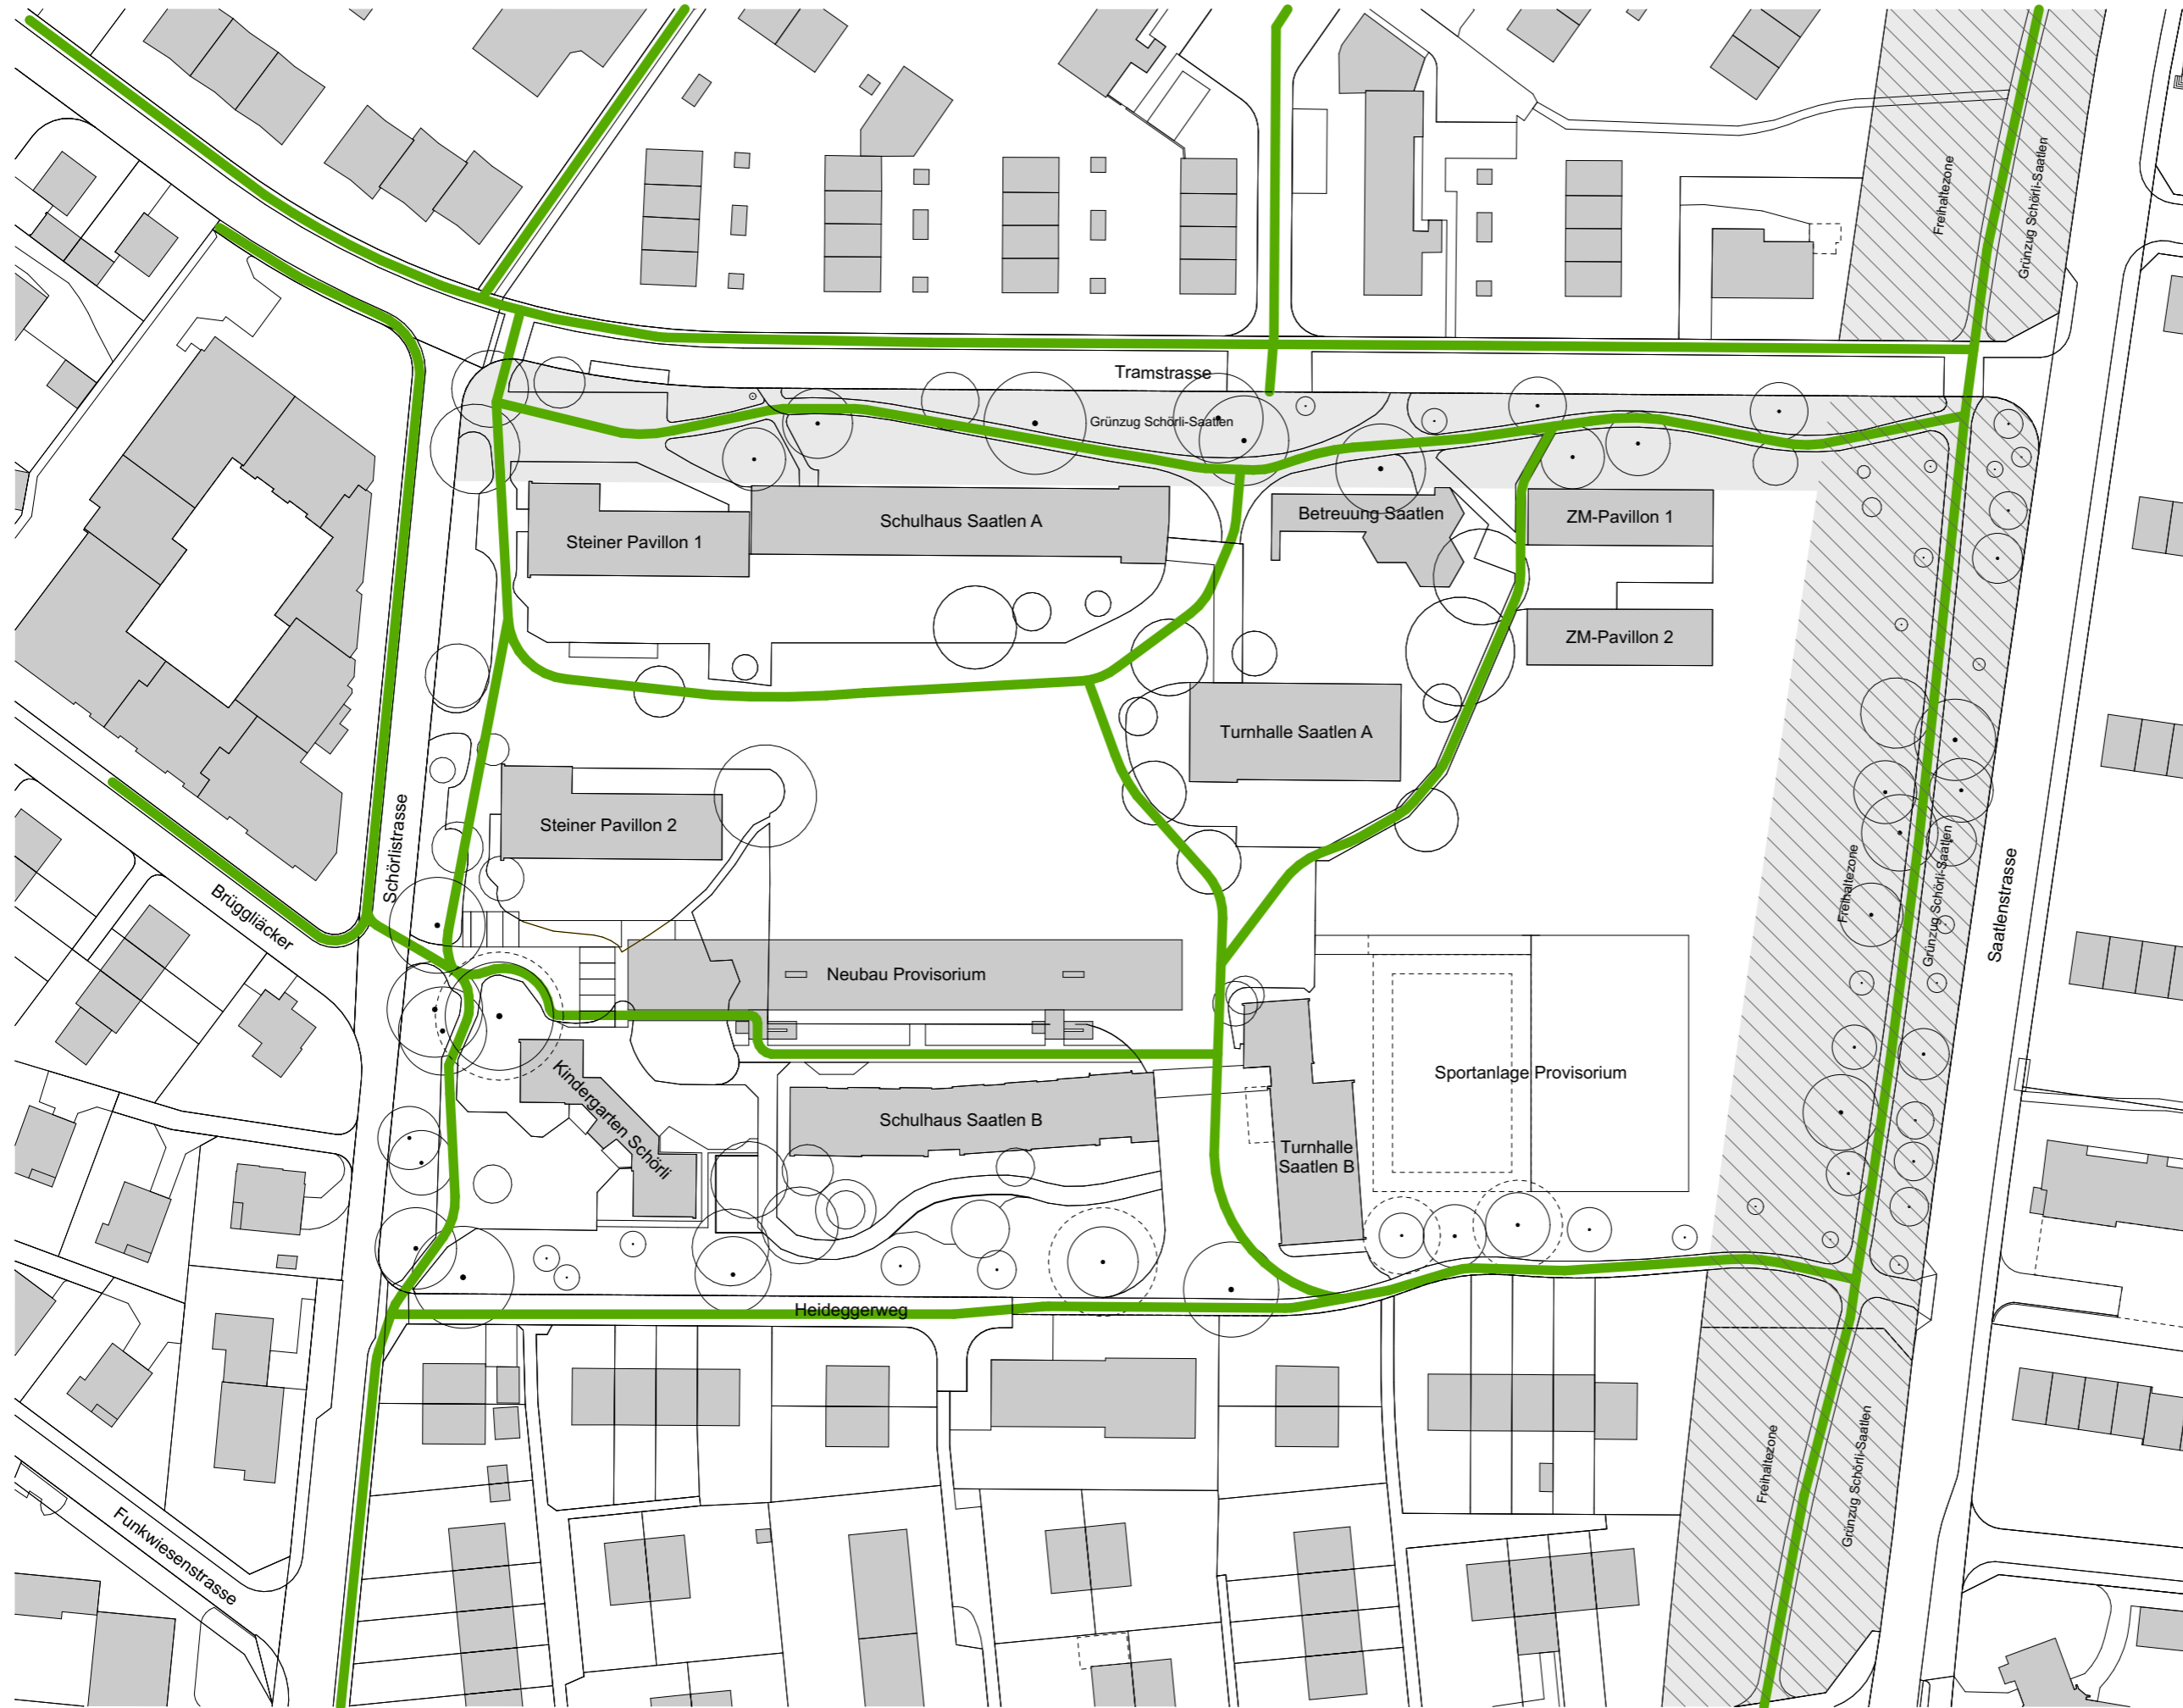 Freihaltezone
Grünzug Schörli-Saatlen
Tramstrasse
Grünzug Schörli-Saatlen
Schulhaus Saatlen A
Betreuung Saatlen
ZM-Pavillon 1
Steiner Pavillon 1
ZM-Pavillon 2
Turnhalle Saatlen A
Steiner Pavillon 2
Schörlistrasse
Brüggliäcker
Freihaltezone
Grünzug Schörli-Saatlen
Saatlenstrasse
Neubau Provisorium
Sportanlage Provisorium
Kindergarten Schörli
Schulhaus Saatlen B
Turnhalle
Saatlen B
Heideggerweg
Freihaltezone
Grünzug Schörli-Saatlen
Funkwiesenstrasse